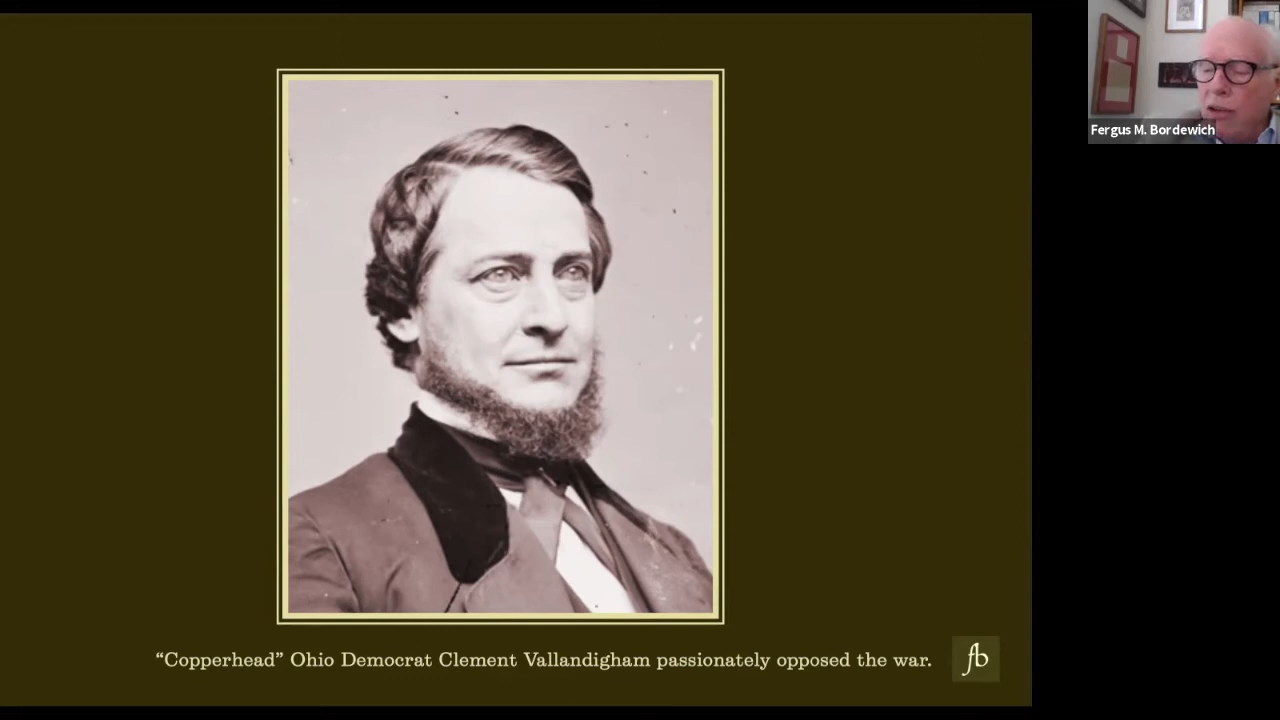 Fergus M. Bordewich
“Copperhead” Ohio Democrat Clement Vallandigham passionately opposed the war.
fb